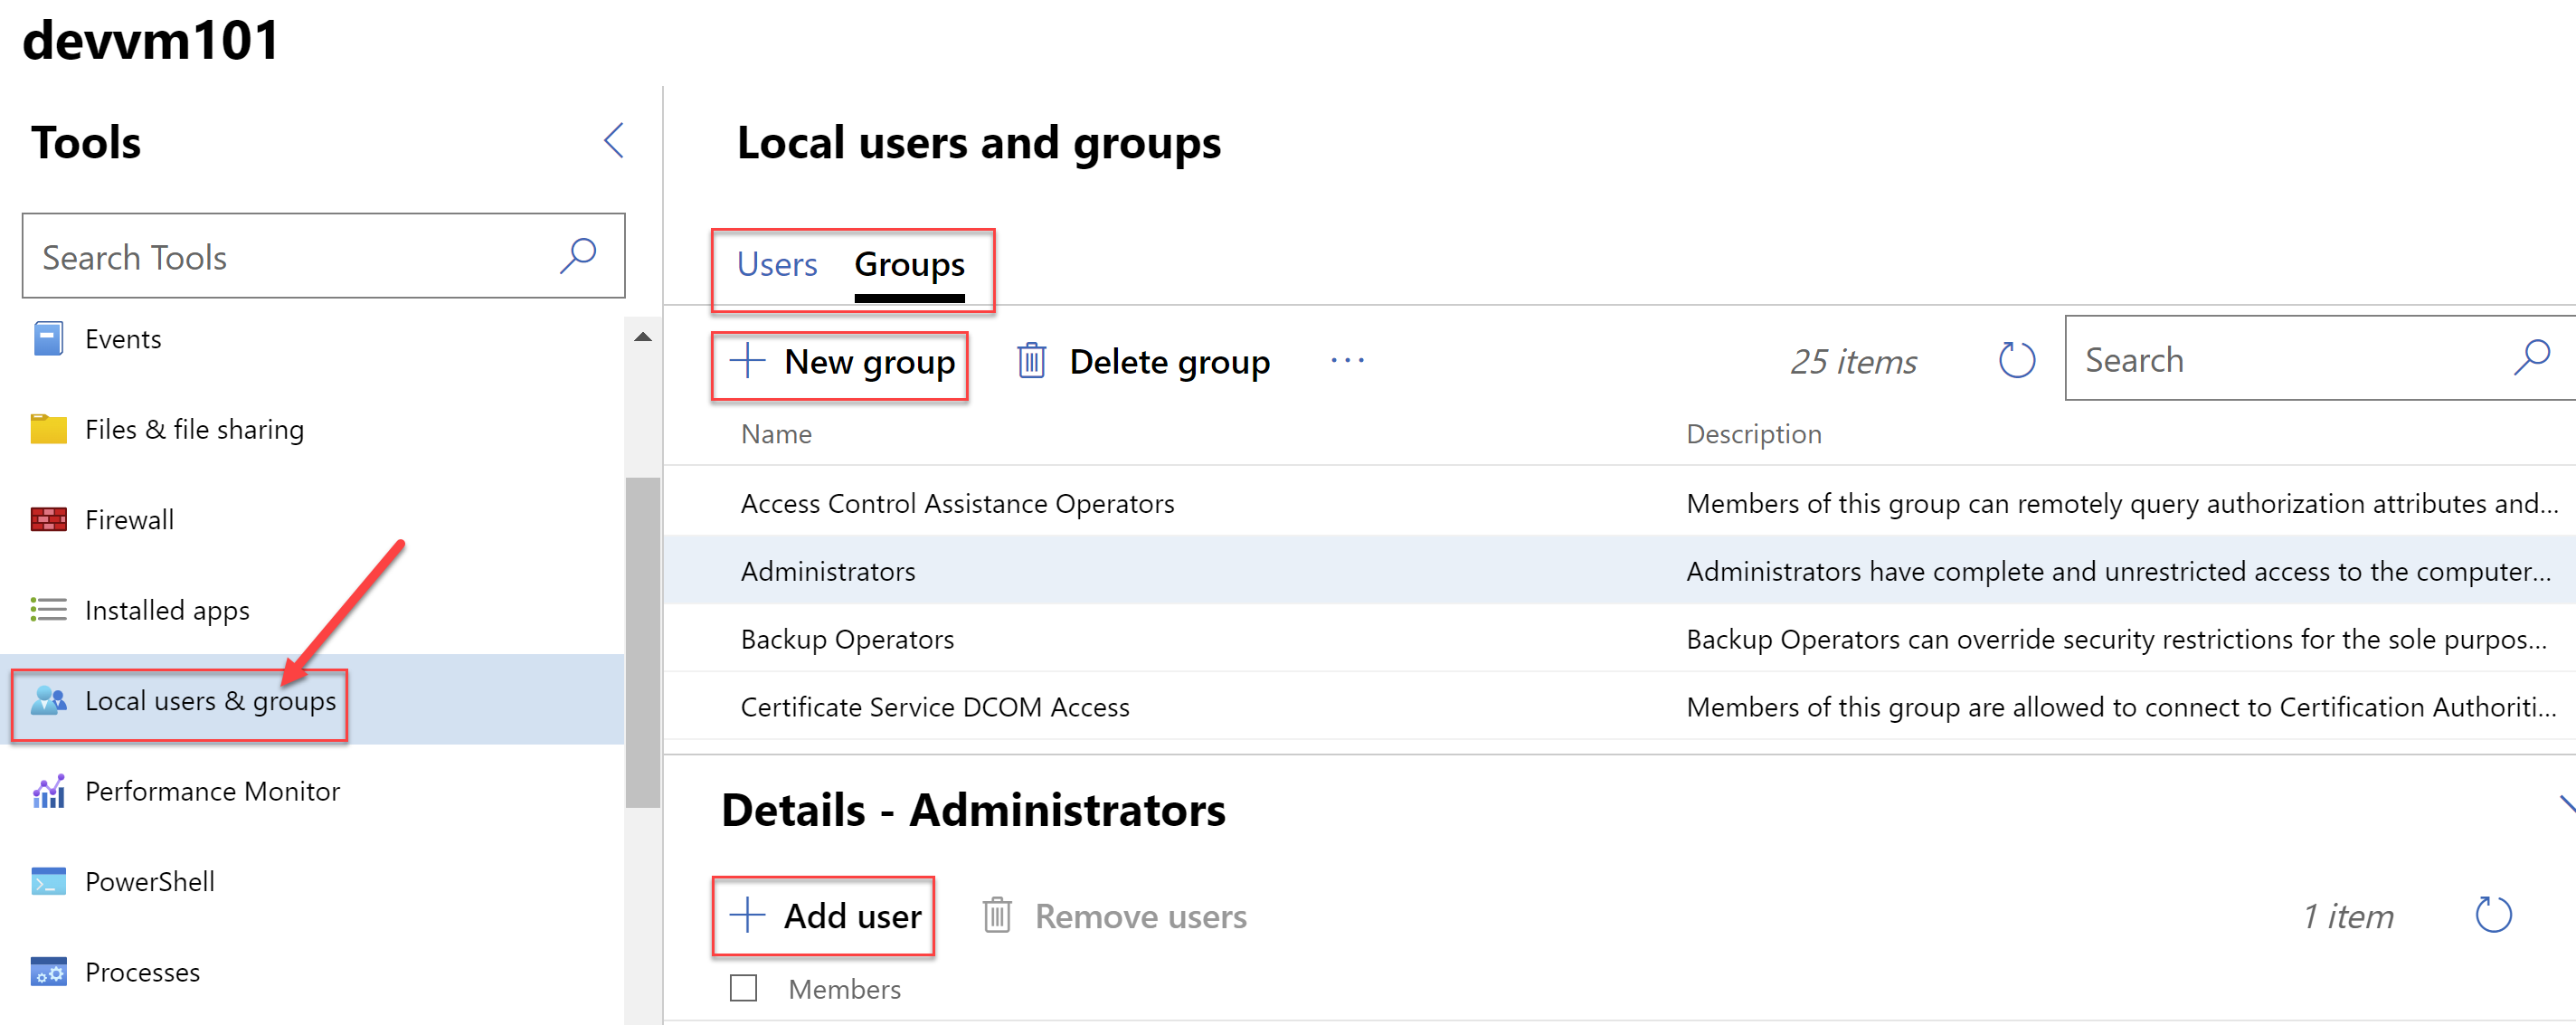 devvm101
Tools
Search Tools
Events
Files & file sharing
Firewall
Installed apps
Local users & groups
Performance Monitor
PowerShell
Processes
Local users and groups
Users Groups
New group Delete group ··· 25 items Search
Name Description
Access Control Assistance Operators Members of this group can remotely query authorization attributes and...
Administrators Administrators have complete and unrestricted access to the computer...
Backup Operators Backup Operators can override security restrictions for the sole purpos...
Certificate Service DCOM Access Members of this group are allowed to connect to Certification Authoriti...
Details - Administrators
Add user Remove users 1 item
Members